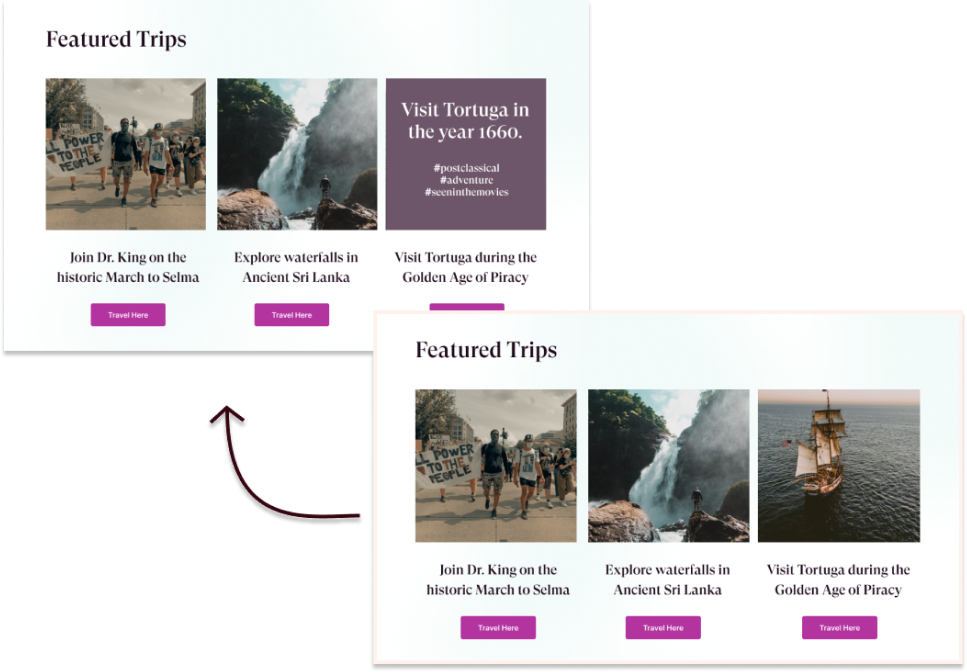 Featured Trips
ALL POWER
TO THE
PEOPLE
Visit Tortuga in
the year 1660.
#postclassical
#adventure
#seeninthemovies
Join Dr. King on the
historic March to Selma
Explore waterfalls in
Ancient Sri Lanka
Visit Tortuga during the
Golden Age of Piracy
Travel Here
Travel Here
Featured Trips
LL POWER
TO THE
PEOPLE
Join Dr. King on the
historic March to Selma
Explore waterfalls in
Ancient Sri Lanka
Visit Tortuga during the
Golden Age of Piracy
Travel Here
Travel Here
Travel Here